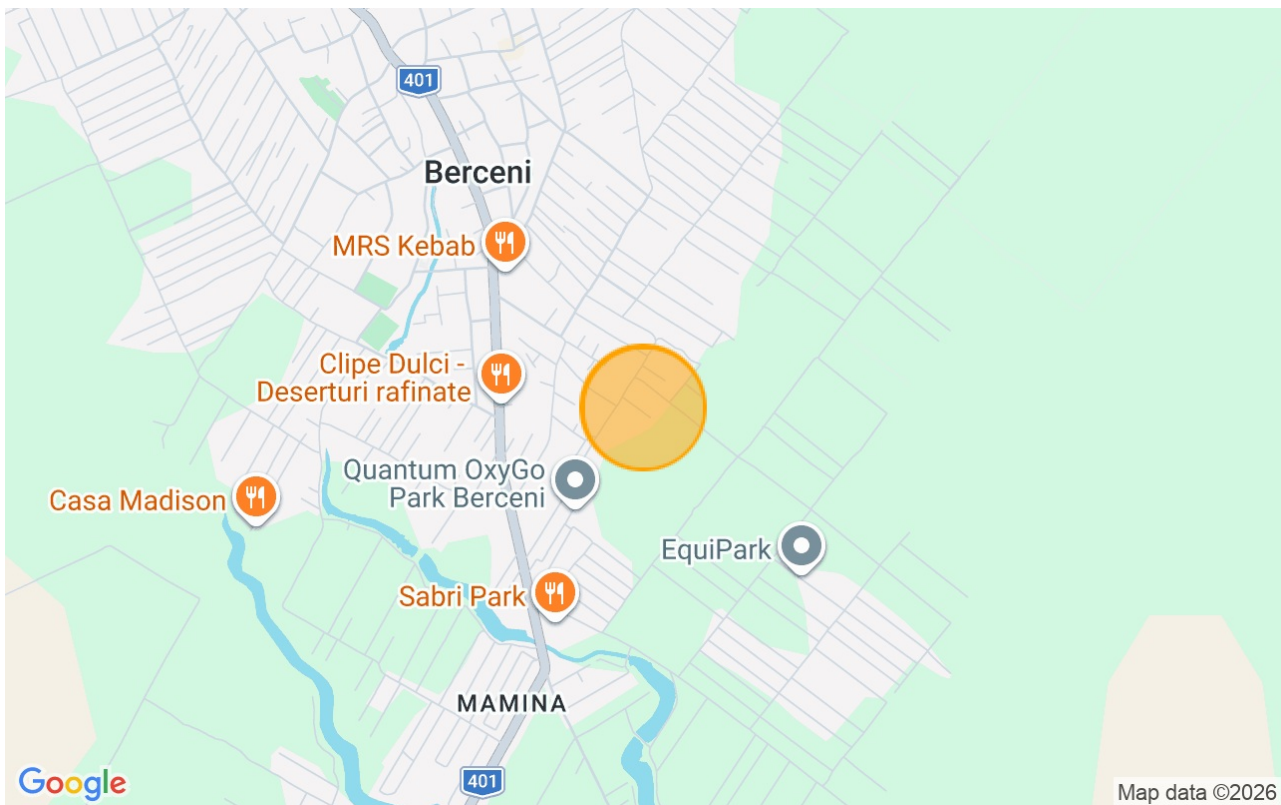 401
Berceni
MRS Kebab
Clipe Dulci -
Deserturi rafinate
Quantum OxyGo
Park Berceni
Casa Madison
EquiPark
Sabri Park
MAMINA
401
Google
Map data ©2026